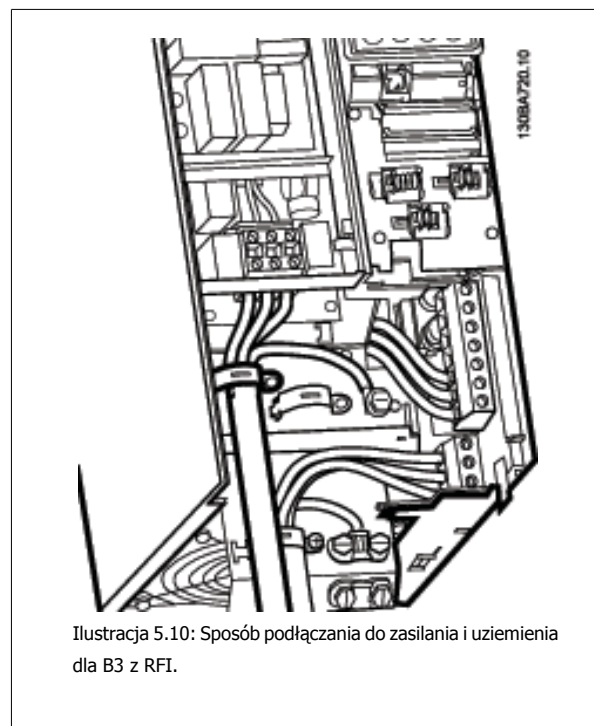 130BA720.10
Ilustracja 5.10: Sposób podłączania do zasilania i uziemienia
dla B3 z RFI.